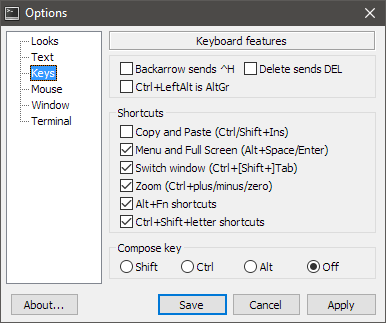 Options
Looks
Text
Keys
Mouse
Window
Terminal
Keyboard features
Backarrow sends ^H Delete sends DEL
Ctrl+LeftAlt is AltGr
Shortcuts
Copy and Paste (Ctrl/Shift+Ins)
Menu and Full Screen (Alt+Space/Enter)
Switch window (Ctrl+[Shift+]Tab)
Zoom (Ctrl+plus/minus/zero)
Alt+Fn shortcuts
Ctrl+Shift+letter shortcuts
Compose key
Shift Ctrl Alt Off
About... Save Cancel Apply